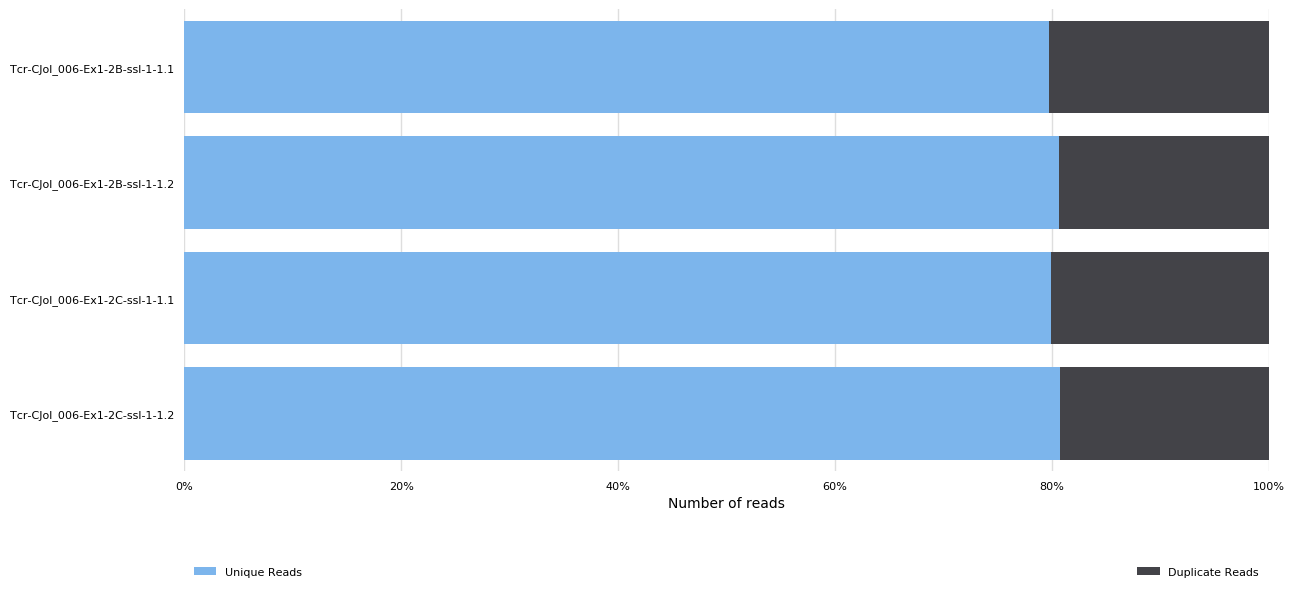 Tcr-CJol_006-Ex1-2B-ssl-1-1.1
Tcr-CJol_006-Ex1-2B-ssl-1-1.2
Tcr-CJol_006-Ex1-2C-ssl-1-1.1
Tcr-CJol_006-Ex1-2C-ssl-1-1.2
0% 20% 40% 60% 80% 100%
Number of reads
Unique Reads Duplicate Reads